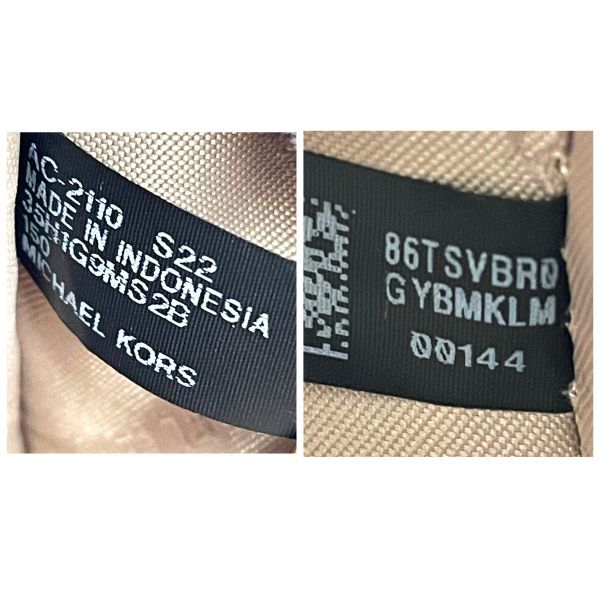 AC-2110 S22
MADE IN INDONESIA
35H1G9MS2B
150
MICHAEL KORS
86TSVBR0
GYBMKLM
00144